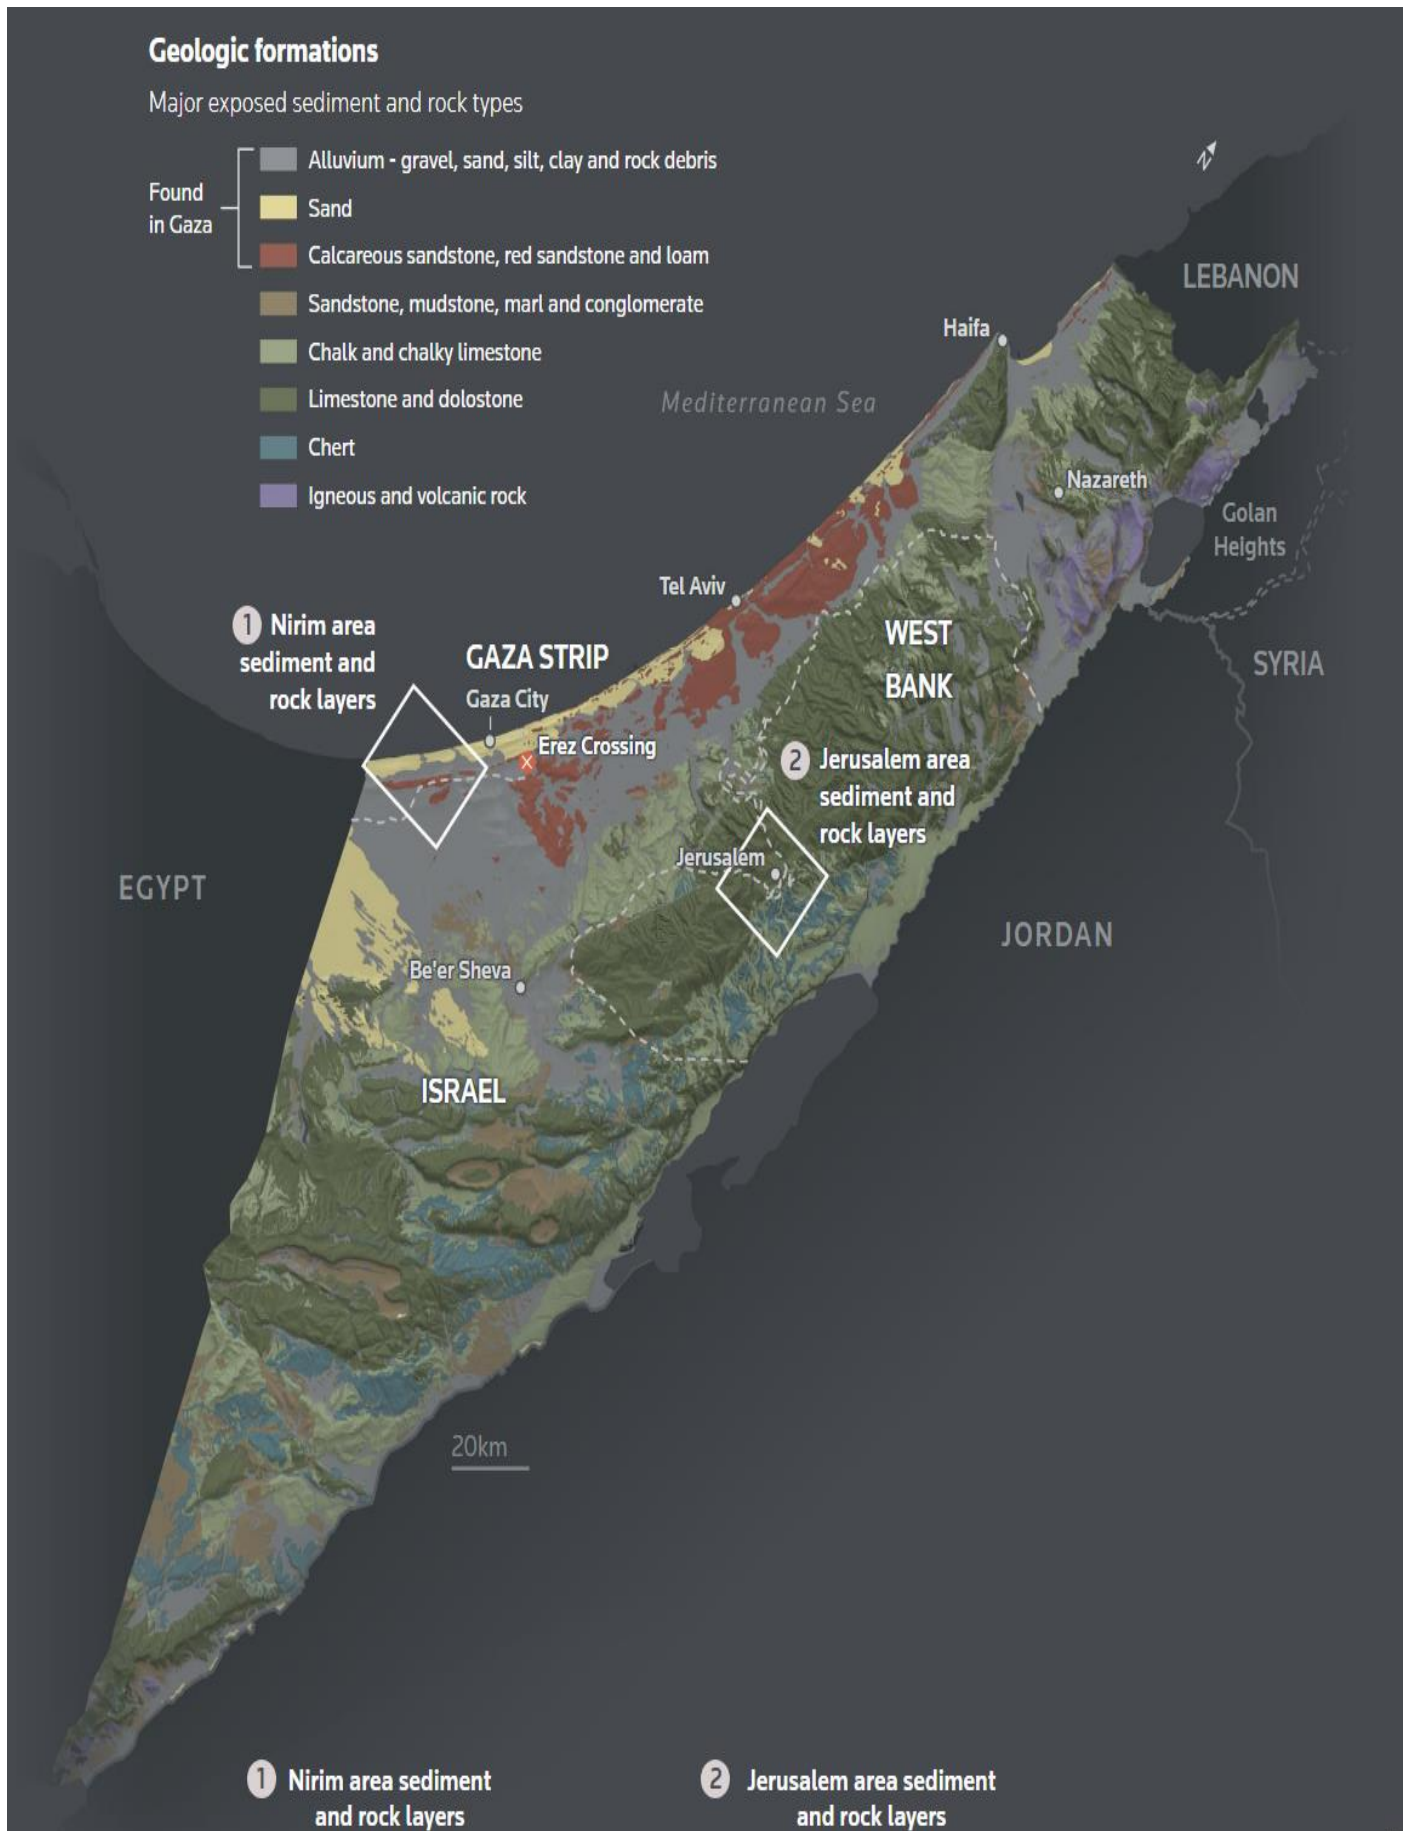 Geologic formations
Major exposed sediment and rock types
Found
in Gaza
Alluvium - gravel, sand, silt, clay and rock debris
Sand
Calcareous sandstone, red sandstone and loam
Sandstone, mudstone, marl and conglomerate
Chalk and chalky limestone
Limestone and dolostone
Chert
Igneous and volcanic rock
N
LEBANON
Haifa
Mediterranean Sea
Nazareth
Golan
Heights
Tel Aviv
1 Nirim area
sediment and
rock layers
GAZA STRIP
Gaza City
WEST
BANK
SYRIA
Erez Crossing
X
2 Jerusalem area
sediment and
rock layers
Jerusalem
EGYPT
JORDAN
Be'er Sheva
ISRAEL
20km
1 Nirim area sediment
and rock layers
2 Jerusalem area sediment
and rock layers